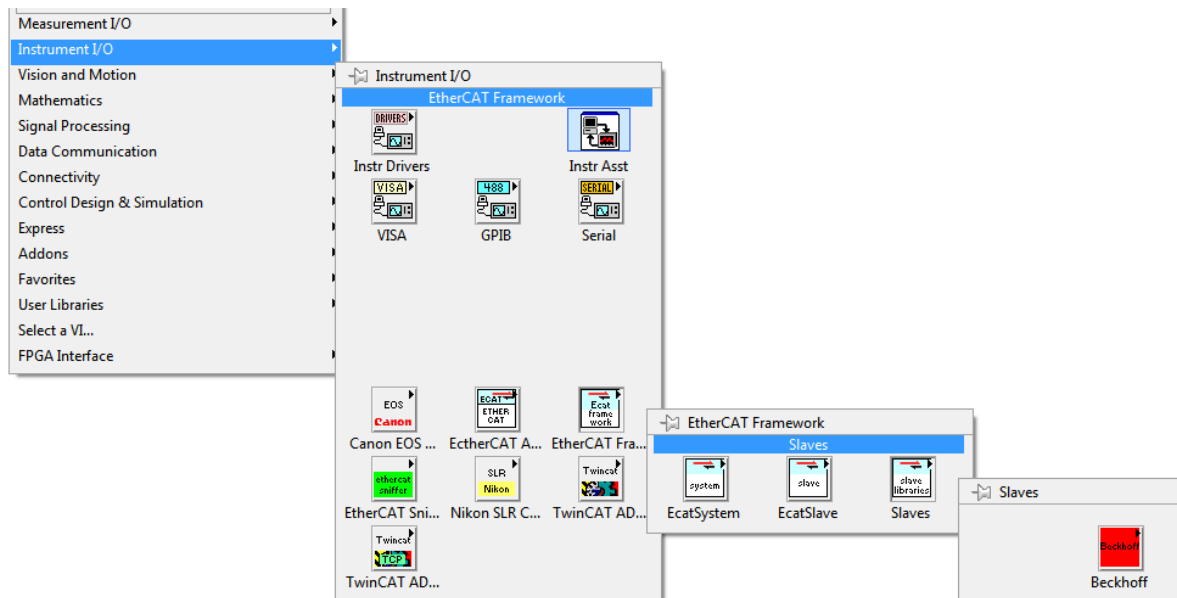 Measurement I/O
Instrument I/O
Vision and Motion
Mathematics
Signal Processing
Data Communication
Connectivity
Control Design & Simulation
Express
Addons
Favorites
User Libraries
Select a VI...
FPGA Interface
Instrument I/O
EtherCAT Framework
DRIVERS
Instr Drivers
Instr Asst
VISA
488
SERIAL
VISA
GPIB
Serial
EOS
Canon
ECAT
ETHER
CAT
Ecat
frame
work
Canon EOS ...
EctherCAT A...
EtherCAT Fra...
ethercat
sniffer
SLR
Nikon
Twincat
EtherCAT Sni...
Nikon SLR C...
TwinCAT AD...
Twincat
TCP
TwinCAT AD...
EtherCAT Framework
Slaves
system
slave
slave
libraries
EcatSystem
EcatSlave
Slaves
Slaves
Beckhoff
Beckhoff